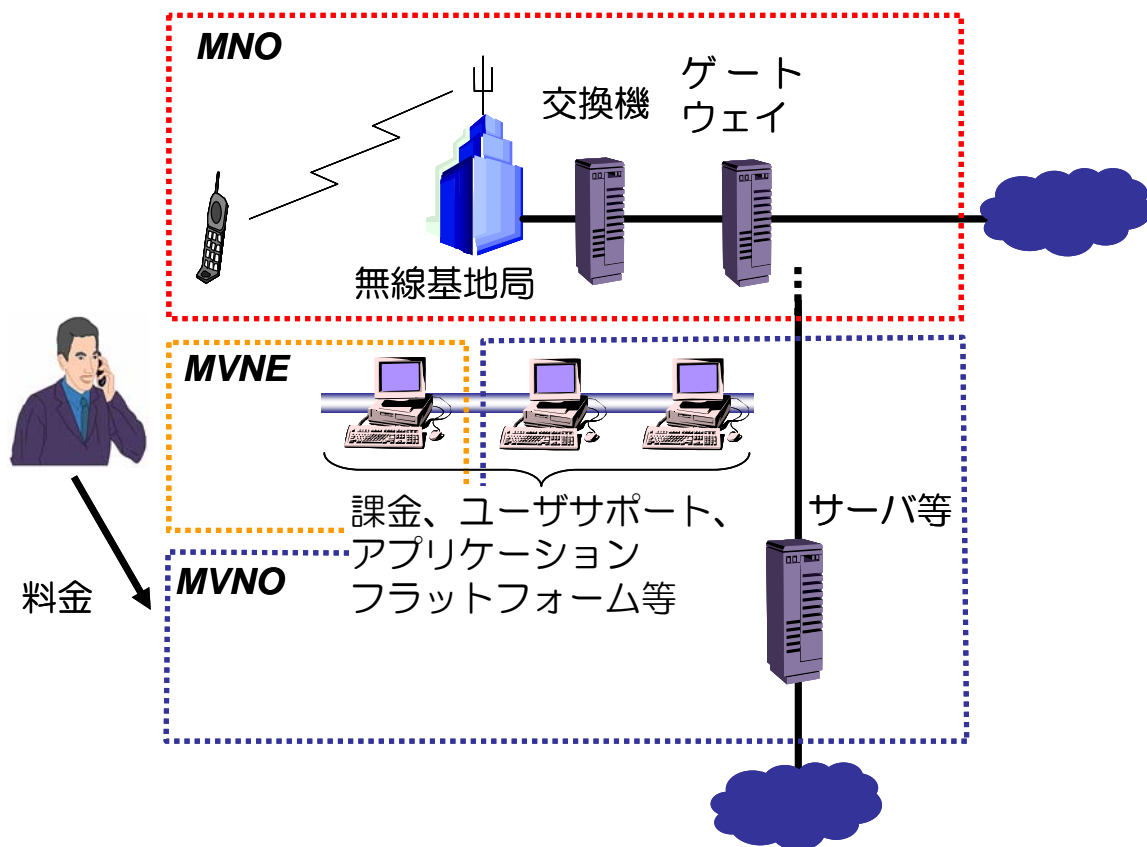 MNO
交換機
ゲート
ウェイ
無線基地局
MVNE
課金、ユーザサポート、
アプリケーション
フラットフォーム等
サーバ等
MVNO
料金